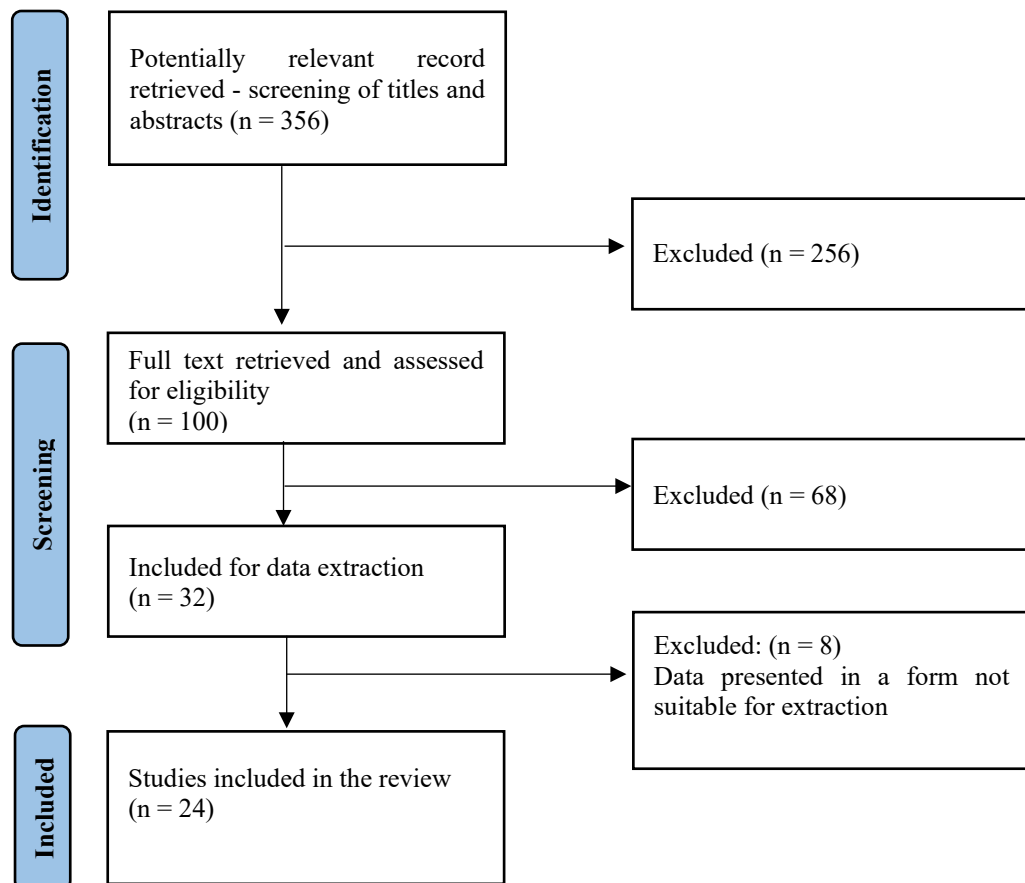 Identification
Potentially relevant record
retrieved - screening of titles and
abstracts (n = 356)
Excluded (n = 256)
Screening
Full text retrieved and assessed
for eligibility
(n = 100)
Excluded (n = 68)
Included for data extraction
(n = 32)
Excluded: (n = 8)
Data presented in a form not
suitable for extraction
Included
Studies included in the review
(n = 24)